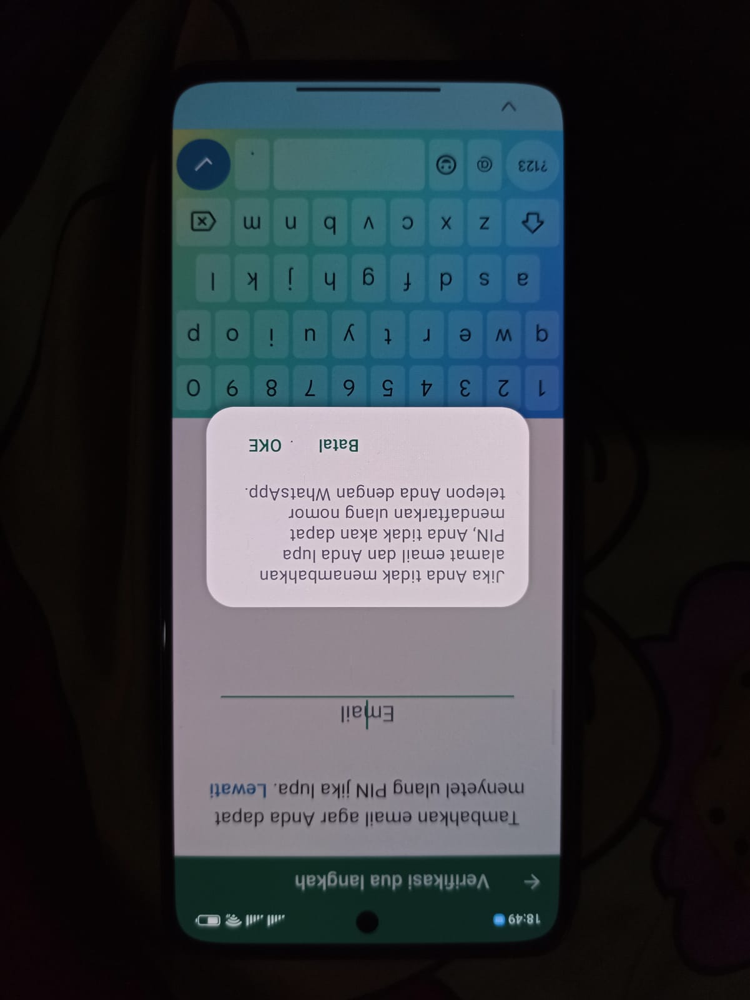 18:49
Verifikasi dua langkah
Tambahkan email agar Anda dapat
menyetel ulang PIN jika lupa. Lewati
Email
Jika Anda tidak menambahkan
alamat email dan Anda lupa
PIN, Anda tidak akan dapat
mendaftarkan ulang nomor
telepon Anda dengan WhatsApp.
Batal OKE
1 2 3 4 5 6 7 8 9 0
q w e r t y u i o p
a s d f g h j k l
z x c v b n m
?123 @ .